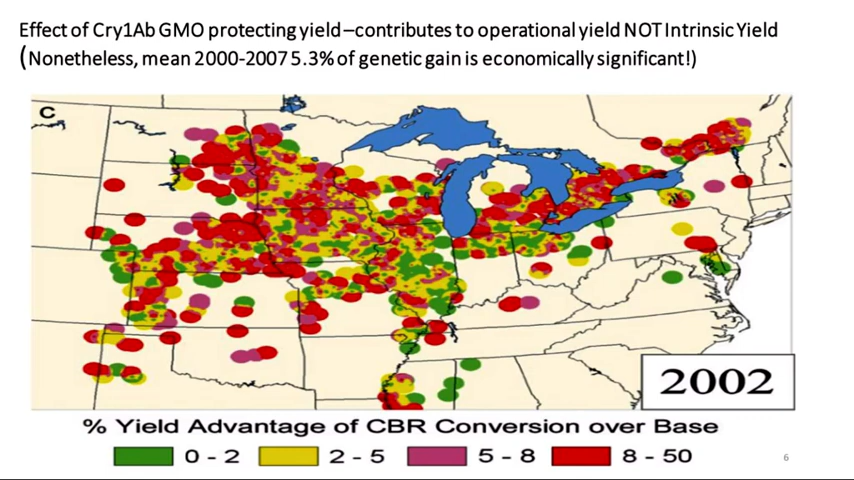 Effect of Cry1Ab GMO protecting yield –contributes to operational yield NOT Intrinsic Yield
(Nonetheless, mean 2000-2007 5.3% of genetic gain is economically significant!)
C
2002
% Yield Advantage of CBR Conversion over Base
0 - 2 2 - 5 5 - 8 8 - 50
6